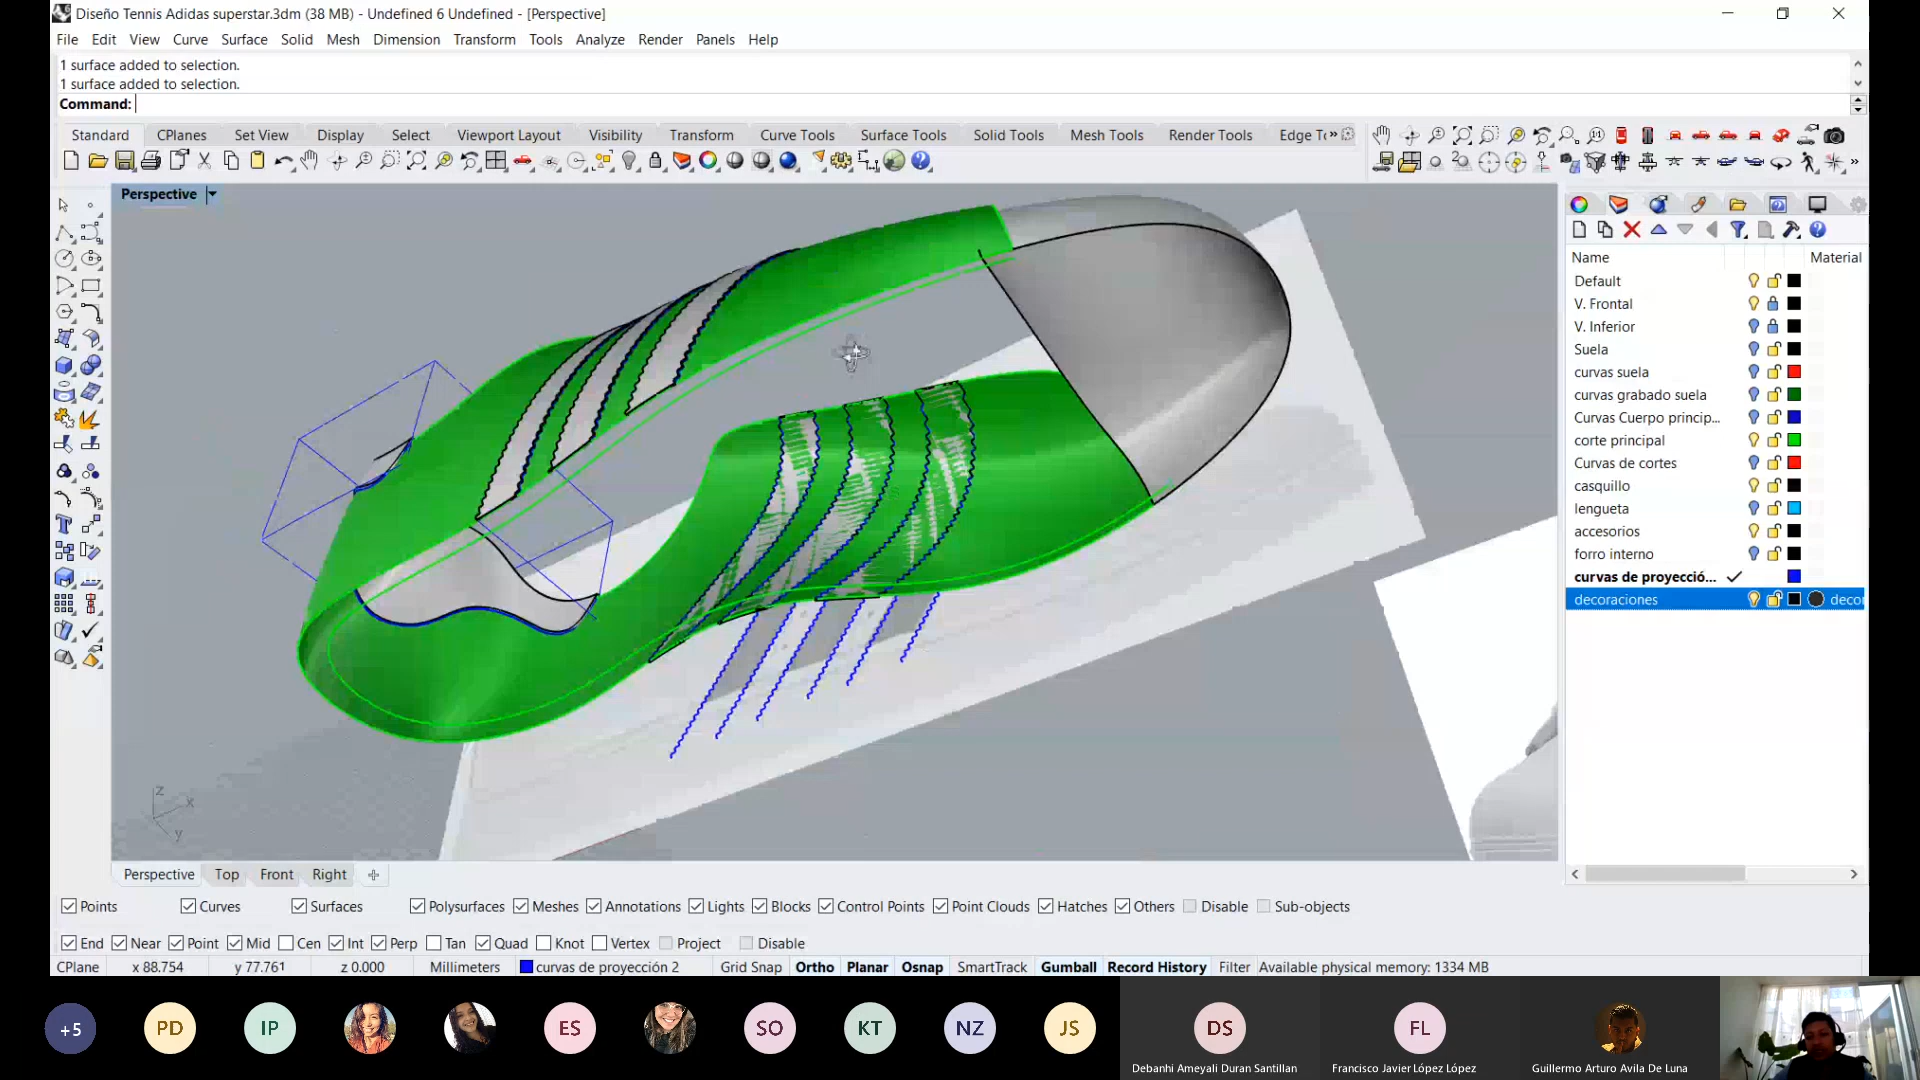 Diseño Tennis Adidas superstar.3dm (38 MB) - Undefined 6 Undefined - [Perspective]
File Edit View Curve Surface Solid Mesh Dimension Transform Tools Analyze Render Panels Help
1 surface added to selection.
1 surface added to selection.
Command:
Standard CPlanes Set View Display Select Viewport Layout Visibility Transform Curve Tools Surface Tools Solid Tools Mesh Tools Render Tools Edge To
Perspective
Name Material
Default
V. Frontal
V. Inferior
Suela
curvas suela
curvas grabado suela
Curvas Cuerpo princip...
corte principal
Curvas de cortes
casquillo
lengueta
accesorios
forro interno
curvas de proyecció...
decoraciones decor
z
x
y
Perspective Top Front Right
Points Curves Surfaces Polysurfaces Meshes Annotations Lights Blocks Control Points Point Clouds Hatches Others Disable Sub-objects
End Near Point Mid Cen Int Perp Tan Quad Knot Vertex Project Disable
CPlane x 88.754 y 77.761 z 0.000 Millimeters curvas de proyección 2 Grid Snap Ortho Planar Osnap SmartTrack Gumball Record History Filter Available physical memory: 1334 MB
+5 PD IP ES SO KT NZ JS DS FL
Debanhi Ameyali Duran Santillan Francisco Javier López López Guillermo Arturo Avila De Luna